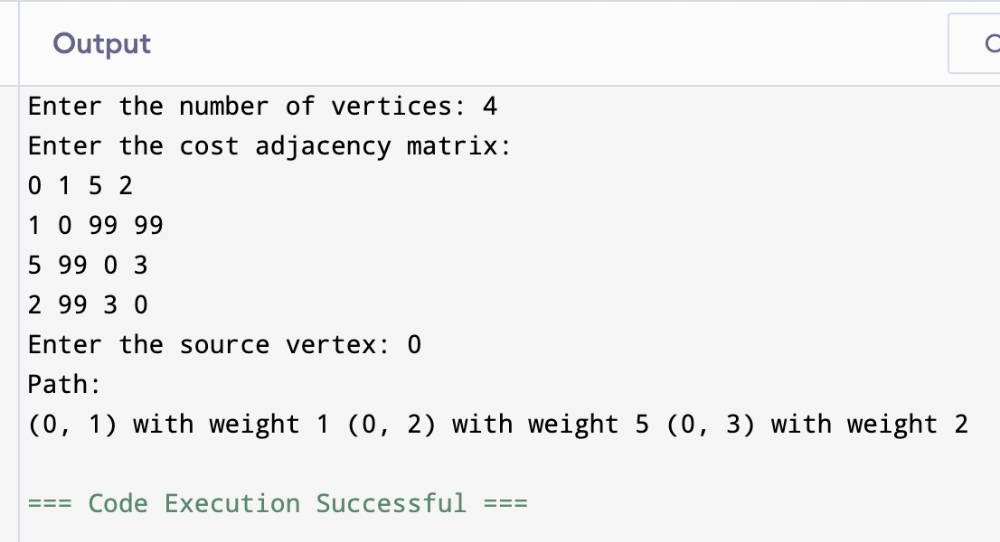 Output
Enter the number of vertices: 4
Enter the cost adjacency matrix:
0 1 5 2
1 0 99 99
5 99 0 3
2 99 3 0
Enter the source vertex: 0
Path:
(0, 1) with weight 1 (0, 2) with weight 5 (0, 3) with weight 2
=== Code Execution Successful ===